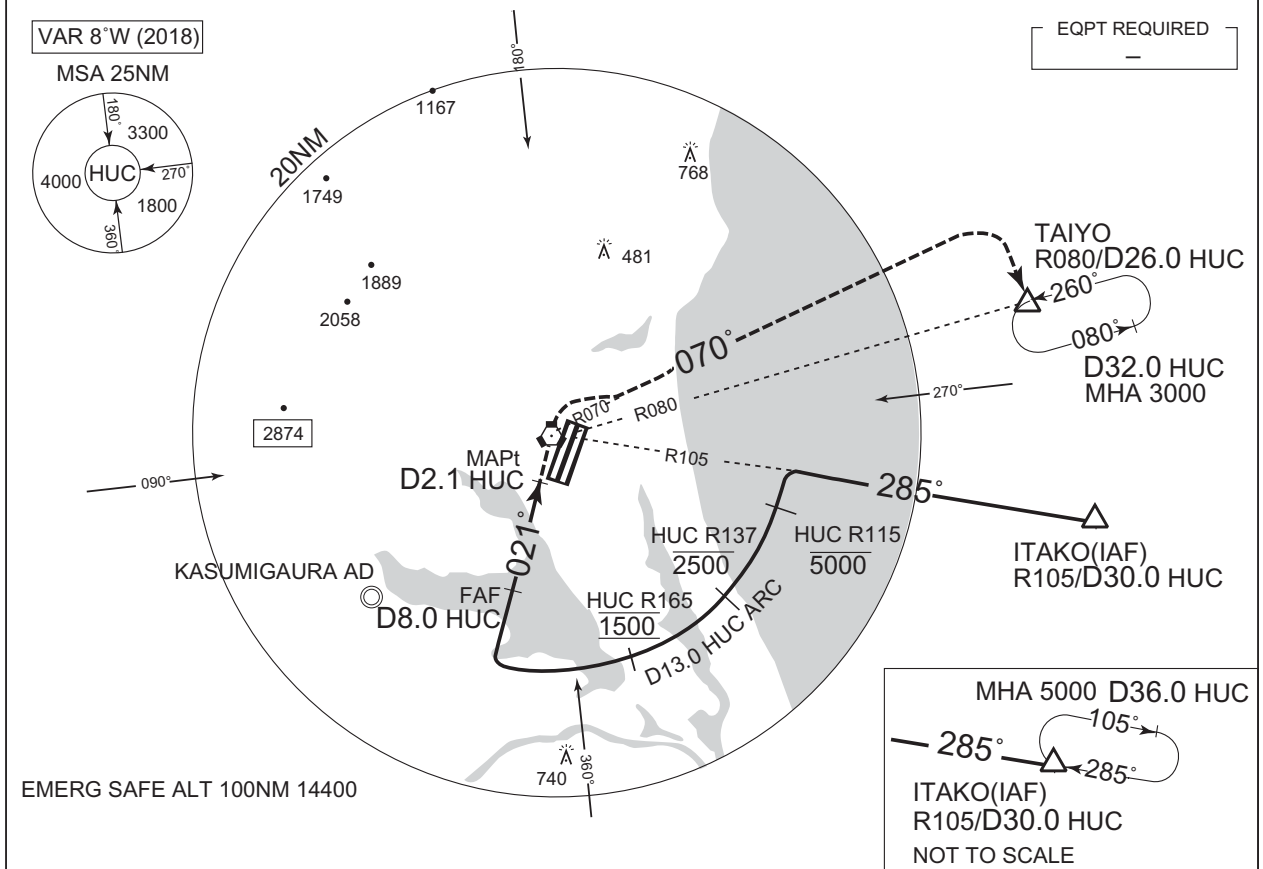 VAR 8°W (2018)
MSA 25NM
180°
3300
HUC
270°
4000
1800
360°
EQPT REQUIRED
–
180°
20NM
1167
768
1749
481
1889
2058
TAIYO
R080/D26.0 HUC
260°
080°
D32.0 HUC
MHA 3000
070°
270°
R070
R080
2874
R105
MAPt
D2.1 HUC
285°
090°
021°
HUC R137
2500
HUC R115
5000
ITAKO(IAF)
R105/D30.0 HUC
KASUMIGAURA AD
FAF
D8.0 HUC
HUC R165
1500
D13.0 HUC ARC
740
360°
EMERG SAFE ALT 100NM 14400
MHA 5000 D36.0 HUC
105°
285°
285°
ITAKO(IAF)
R105/D30.0 HUC
NOT TO SCALE